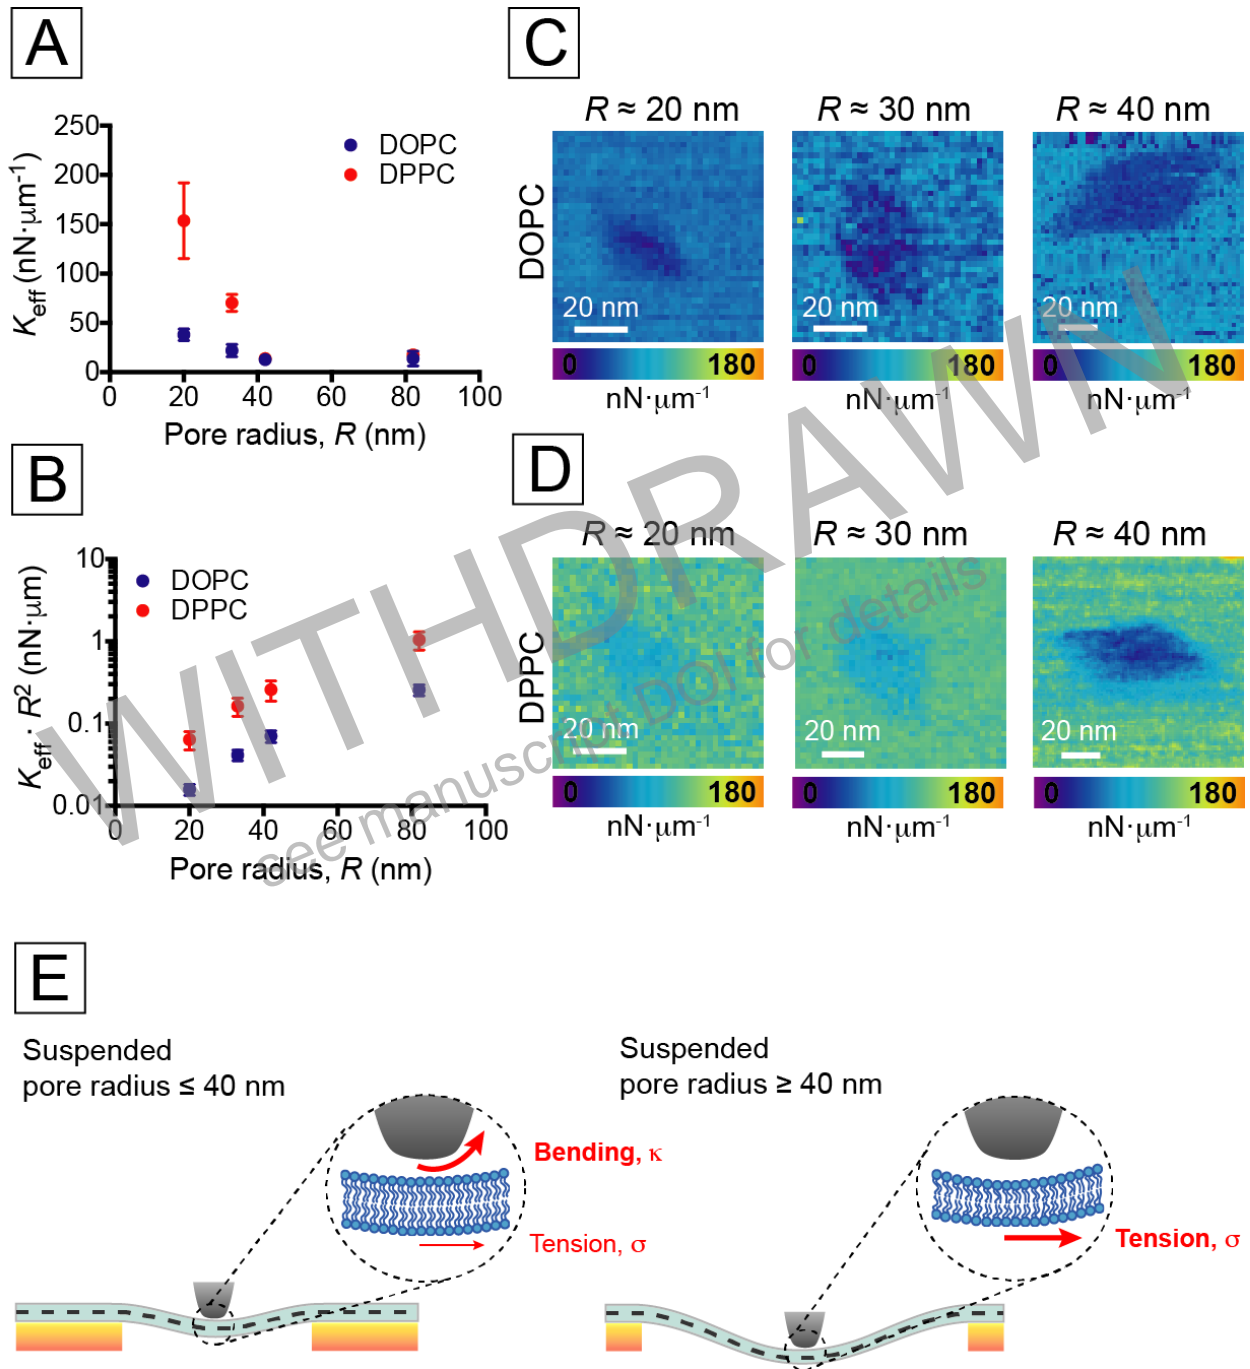 A
250
200
150
100
50
0
K_eff (nN·μm⁻¹)
DOPC
DPPC
0 20 40 60 80 100
Pore radius, R (nm)
B
10
1
0.1
0.01
K_eff · R² (nN·μm)
DOPC
DPPC
0 20 40 60 80 100
Pore radius, R (nm)
C
R ≈ 20 nm R ≈ 30 nm R ≈ 40 nm
DOPC
20 nm 20 nm 20 nm
0 180 0 180 0 180
nN·μm⁻¹ nN·μm⁻¹ nN·μm⁻¹
D
R ≈ 20 nm R ≈ 30 nm R ≈ 40 nm
DPPC
20 nm 20 nm 20 nm
0 180 0 180 0 180
nN·μm⁻¹ nN·μm⁻¹ nN·μm⁻¹
WITHDRAWN
see manuscript DOI for details
E
Suspended
pore radius ≤ 40 nm
Bending, κ
Tension, σ
Suspended
pore radius ≥ 40 nm
Tension, σ